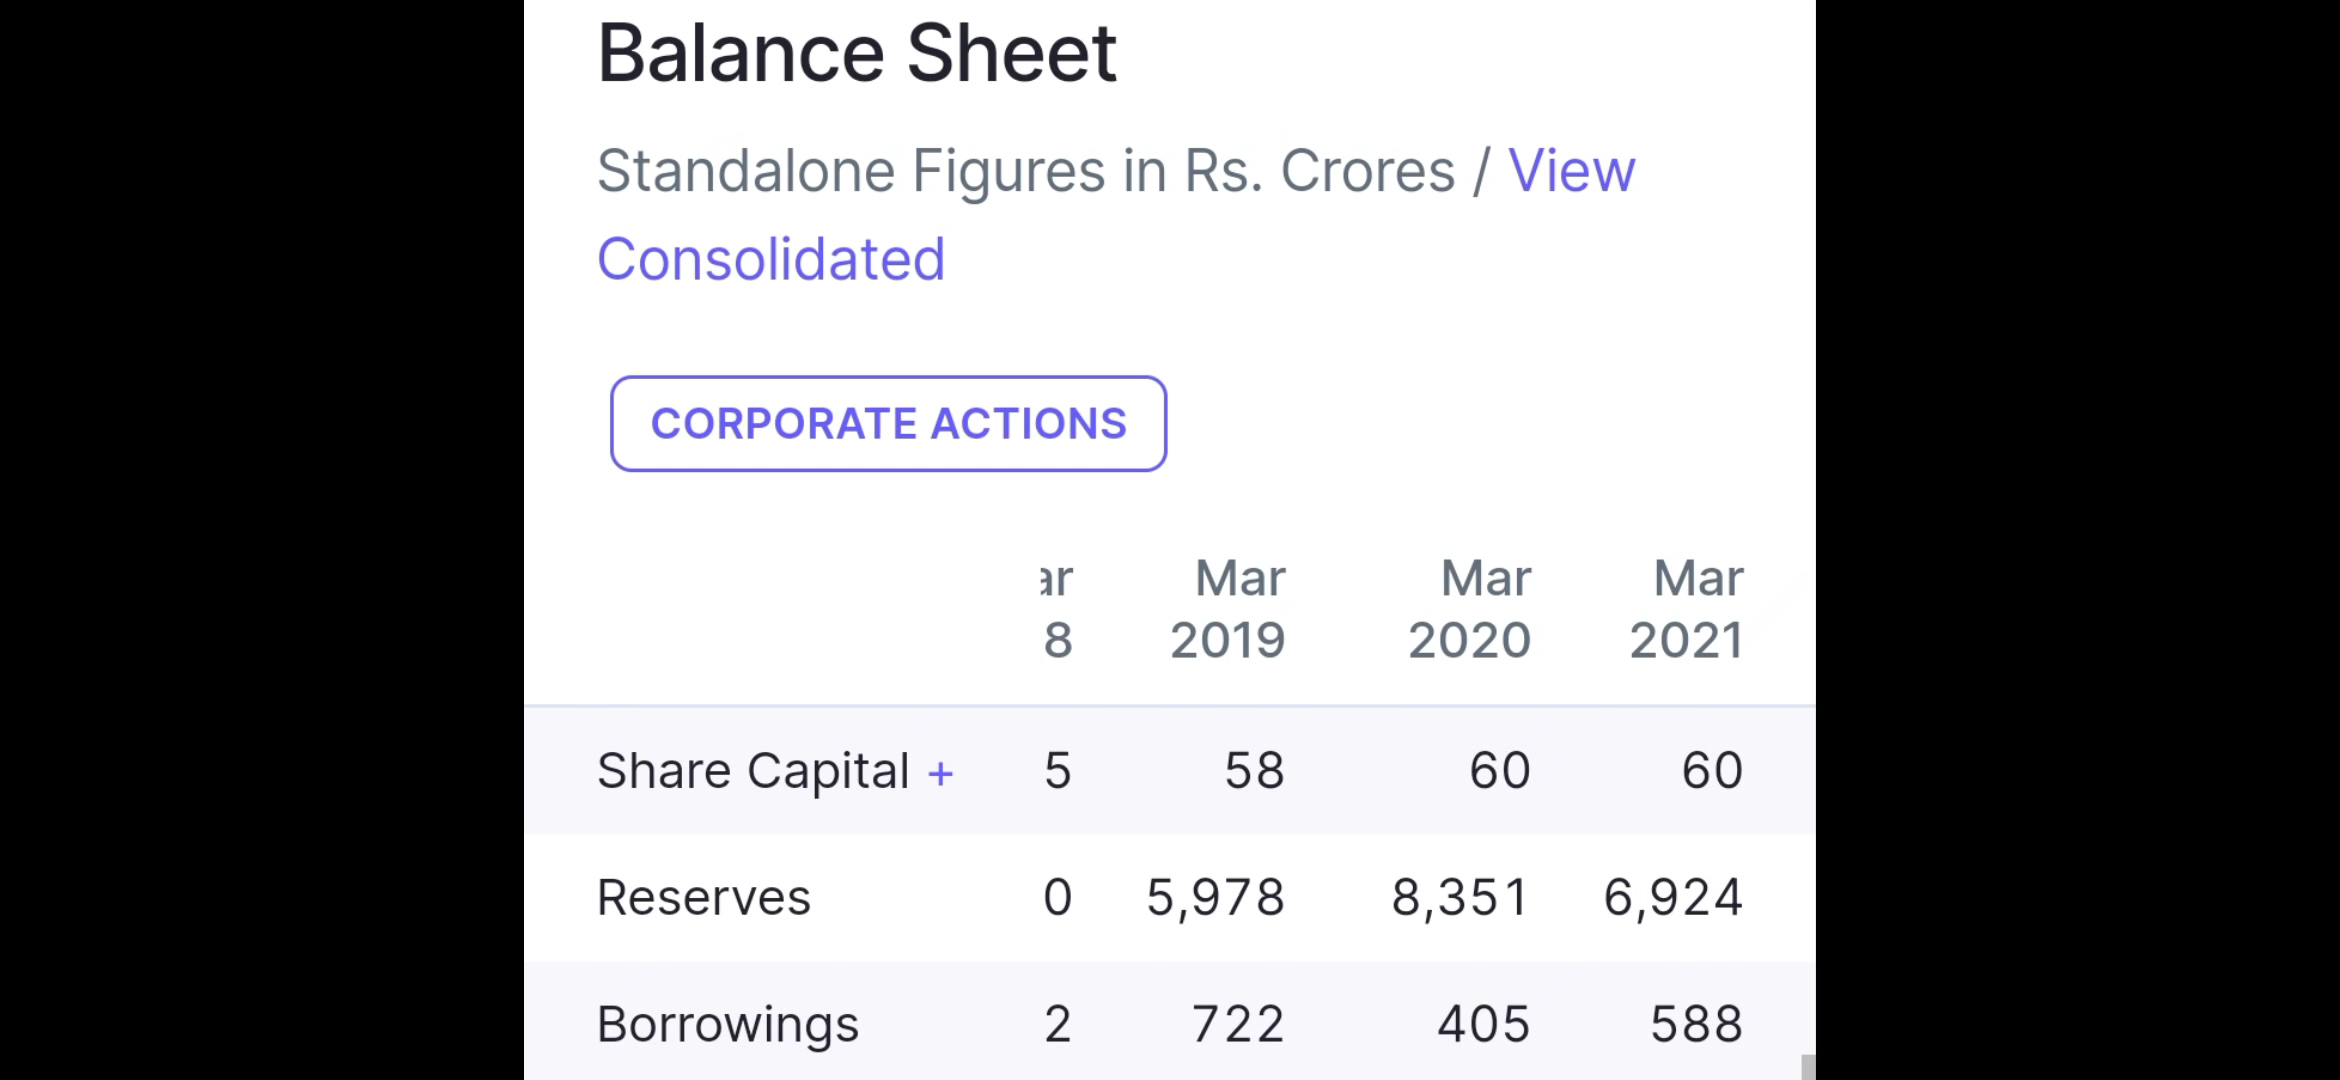 Balance Sheet
Standalone Figures in Rs. Crores / View
Consolidated
CORPORATE ACTIONS
Mar Mar Mar
8 2019 2020 2021
Share Capital + 5 58 60 60
Reserves 0 5,978 8,351 6,924
Borrowings 2 722 405 588